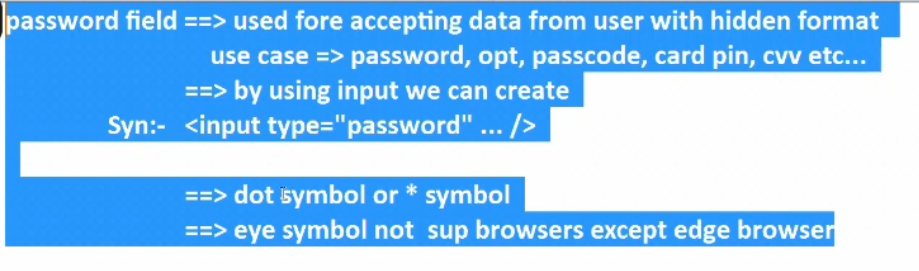 password field ==> used fore accepting data from user with hidden format
use case => password, opt, passcode, card pin, cvv etc...
==> by using input we can create
Syn:- <input type="password" ... />
==> dot symbol or * symbol
==> eye symbol not sup browsers except edge browser